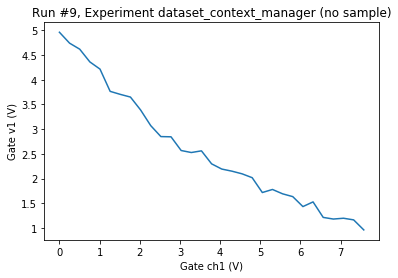 Run #9, Experiment dataset_context_manager (no sample)
5
4.5
4
3.5
3
2.5
2
1.5
1
Gate v1 (V)
0 1 2 3 4 5 6 7
Gate ch1 (V)